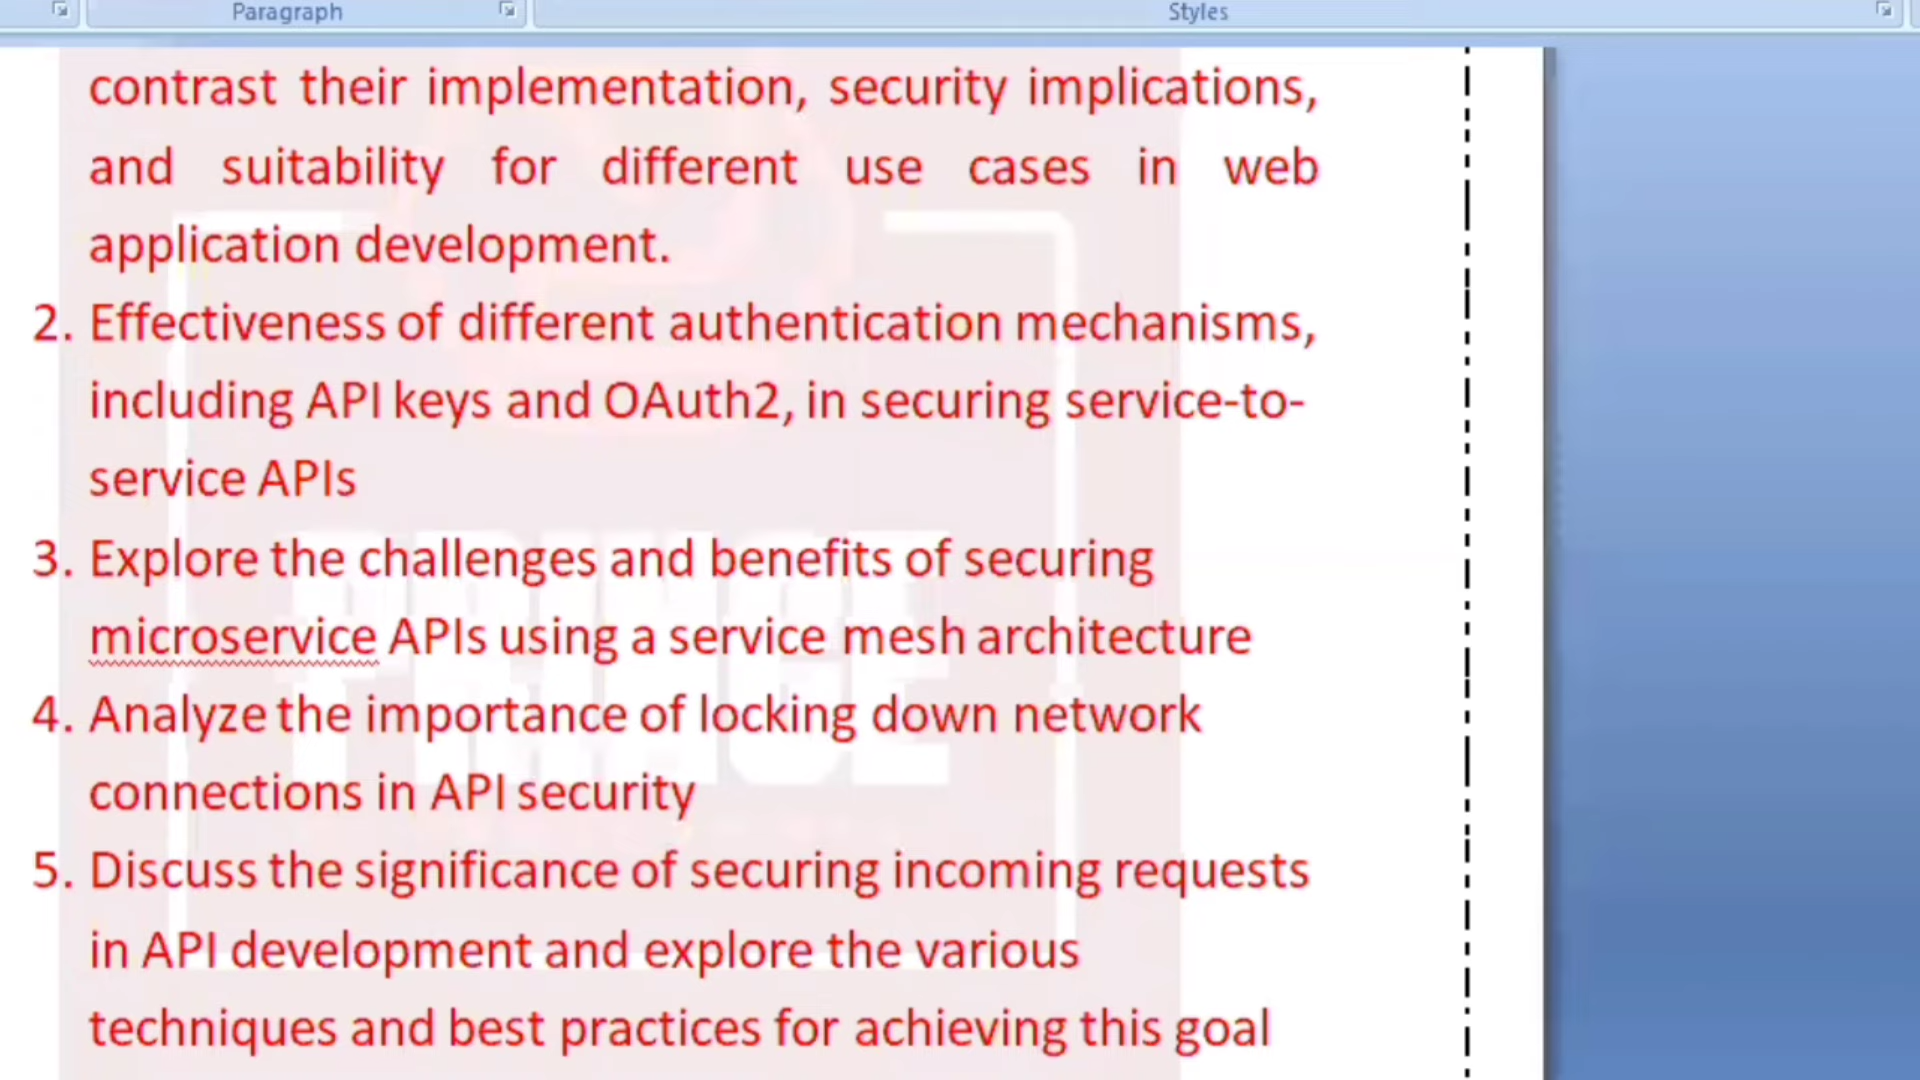 Paragraph
Styles
contrast their implementation, security implications,
and suitability for different use cases in web
application development.
2. Effectiveness of different authentication mechanisms,
including API keys and OAuth2, in securing service-to-
service APIs
3. Explore the challenges and benefits of securing
microservice APIs using a service mesh architecture
4. Analyze the importance of locking down network
connections in API security
5. Discuss the significance of securing incoming requests
in API development and explore the various
techniques and best practices for achieving this goal
PRINCE